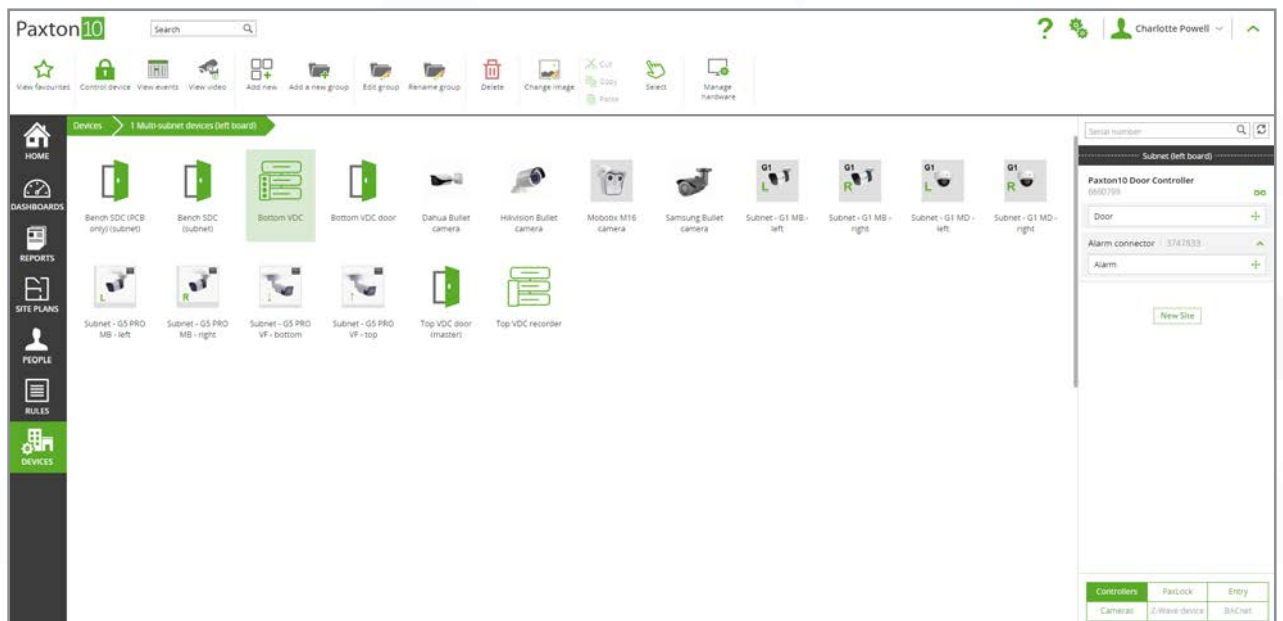 Paxton10
Search
Charlotte Powell
View favourites Control device View events View video Add new Add a new group Edit group Rename group Delete Change image Cut Copy Paste Select Manage
hardware
Devices 1 Multi-subnet devices (left board)
HOME
DASHBOARDS
REPORTS
SITE PLANS
PEOPLE
RULES
DEVICES
Bench SDC (PCB only) (subnet)
Bench SDC (subnet)
Bottom VDC
Bottom VDC door
Dahua Bullet camera
Hikvision Bullet camera
Mobotix M16 camera
Samsung Bullet camera
G1 L
Subnet - G1 MB - left
G1 R
Subnet - G1 MB - right
G1 L
Subnet - G1 MD - left
G1 R
Subnet - G1 MD - right
L
Subnet - G5 PRO MB - left
R
Subnet - G5 PRO MB - right
Subnet - G5 PRO VF - bottom
Subnet - G5 PRO VF - top
Top VDC door (master)
Top VDC recorder
Serial number
Subnet (left board)
Paxton10 Door Controller
Door
Alarm connector 3747833
Alarm
New Site
Controllers PaxLock Entry
Cameras Z-Wave device BACnet